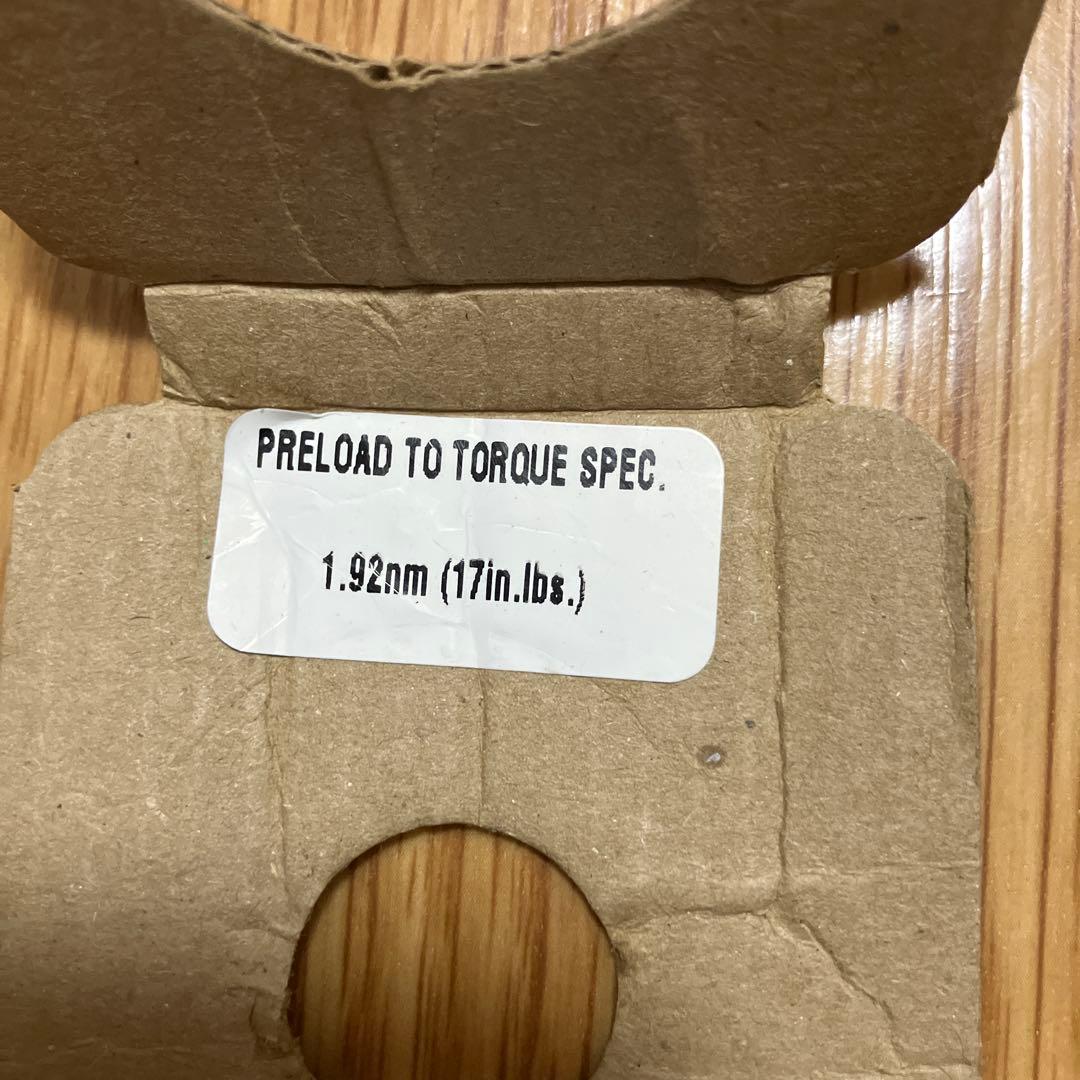 PRELOAD TO TORQUE SPEC.
1.92nm (17in.lbs.)